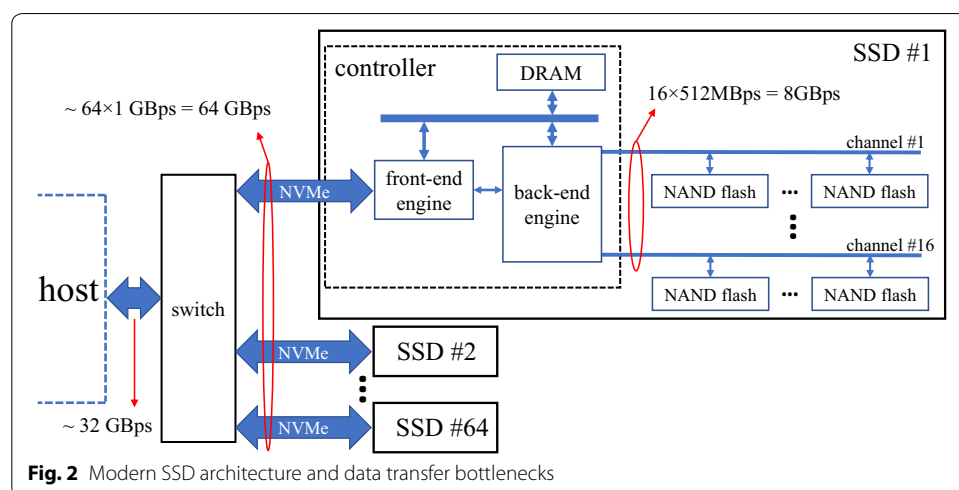 SSD #1
controller
DRAM
~ 64×1 GBps = 64 GBps
16×512MBps = 8GBps
channel #1
NVMe
front-end
engine
back-end
engine
NAND flash
NAND flash
channel #16
NAND flash
NAND flash
host
switch
NVMe
SSD #2
~ 32 GBps
NVMe
SSD #64
Fig. 2 Modern SSD architecture and data transfer bottlenecks